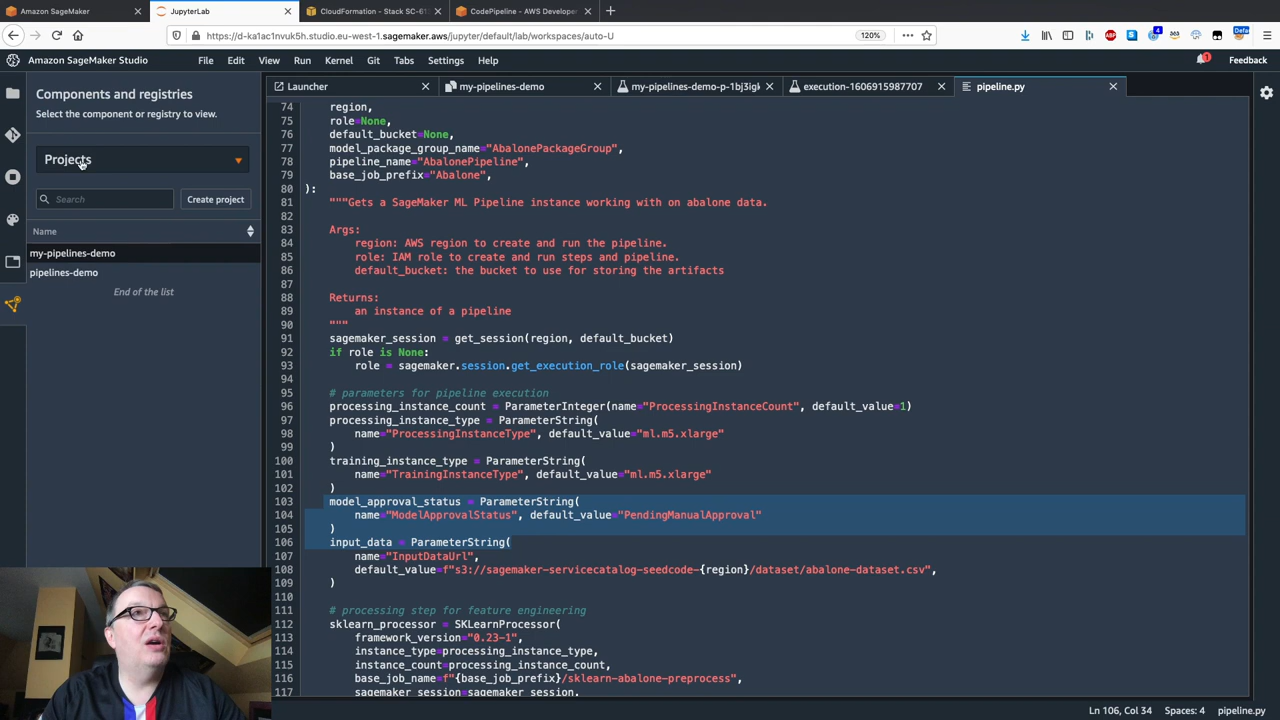 Amazon SageMaker
JupyterLab
CloudFormation - Stack SC-61
CodePipeline - AWS Developer
https://d-ka1ac1nvuk5h.studio.eu-west-1.sagemaker.aws/jupyter/default/lab/workspaces/auto-U
120%
Amazon SageMaker Studio
File
Edit
View
Run
Kernel
Git
Tabs
Settings
Help
1
Feedback
Components and registries
Select the component or registry to view.
Projects
Search
Create project
Name
my-pipelines-demo
pipelines-demo
End of the list
Launcher
my-pipelines-demo
my-pipelines-demo-p-1bj3igk
execution-1606915987707
pipeline.py
74 region,
75 role=None,
76 default_bucket=None,
77 model_package_group_name="AbalonePackageGroup",
78 pipeline_name="AbalonePipeline",
79 base_job_prefix="Abalone",
80 ):
81 """Gets a SageMaker ML Pipeline instance working with on abalone data.
82
83 Args:
84 region: AWS region to create and run the pipeline.
85 role: IAM role to create and run steps and pipeline.
86 default_bucket: the bucket to use for storing the artifacts
87
88 Returns:
89 an instance of a pipeline
90 """
91 sagemaker_session = get_session(region, default_bucket)
92 if role is None:
93 role = sagemaker.session.get_execution_role(sagemaker_session)
94
95 # parameters for pipeline execution
96 processing_instance_count = ParameterInteger(name="ProcessingInstanceCount", default_value=1)
97 processing_instance_type = ParameterString(
98 name="ProcessingInstanceType", default_value="ml.m5.xlarge"
99 )
100 training_instance_type = ParameterString(
101 name="TrainingInstanceType", default_value="ml.m5.xlarge"
102 )
103 model_approval_status = ParameterString(
104 name="ModelApprovalStatus", default_value="PendingManualApproval"
105 )
106 input_data = ParameterString(
107 name="InputDataUrl",
108 default_value=f"s3://sagemaker-servicecatalog-seedcode-{region}/dataset/abalone-dataset.csv",
109 )
110
111 # processing step for feature engineering
112 sklearn_processor = SKLearnProcessor(
113 framework_version="0.23-1",
114 instance_type=processing_instance_type,
115 instance_count=processing_instance_count,
116 base_job_name=f"{base_job_prefix}/sklearn-abalone-preprocess",
117 sagemaker_session=sagemaker_session,
Ln 106, Col 34
Spaces: 4
pipeline.py